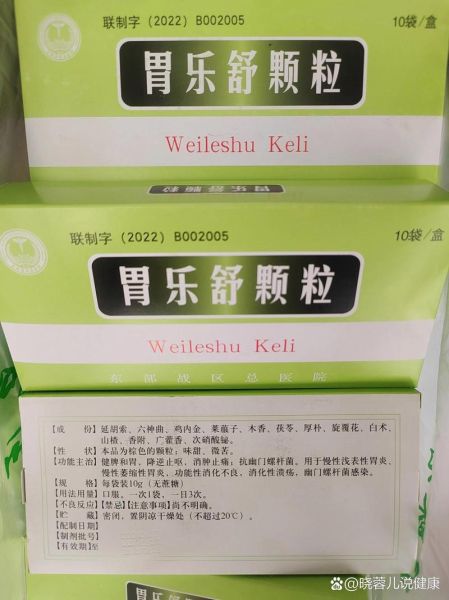 联制字（2022）B002005 10袋/盒
胃乐舒颗粒
Weileshu Keli
胃乐舒颗粒
联制字（2022）B002005 10袋/盒
胃乐舒颗粒
Weileshu Keli
东部战区总医院
【成　份】延胡索、六神曲、鸡内金、莱菔子、木香、茯苓、厚朴、旋覆花、白术、
山楂、香附、广藿香、次硝酸铋。
【性　状】本品为棕色的颗粒；味甜、微苦。
【功能主治】健脾和胃、降逆止呕，消肿止痛；抗幽门螺杆菌。用于慢性浅表性胃炎、
慢性萎缩性胃炎、功能性消化不良、消化性溃疡、幽门螺杆菌感染。
【规　格】每袋装10g（无蔗糖）
【用法用量】口服，一次1袋，一日3次。
【不良反应】【禁忌】【注意事项】尚不明确。
【贮　藏】密闭，置阴凉干燥处（不超过20℃）。
【配制日期】
【制剂批号】
【有效期】至
@晓蓉儿说健康